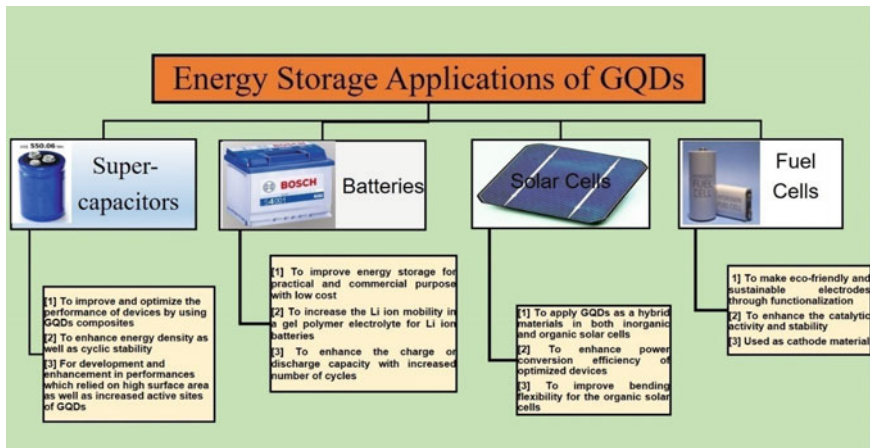 Energy Storage Applications of GQDs
550.06
Super-
capacitors
BOSCH
Batteries
Solar Cells
FUEL
CELL
Fuel
Cells
[1] To improve and optimize the
performance of devices by using
GQDs composites
[2] To enhance energy density as
well as cyclic stability
[3] For development and
enhancement in performances
which relied on high surface area
as well as increased active sites
of GQDs
[1] To improve energy storage for
practical and commercial purpose
with low cost
[2] To increase the Li ion mobility in
a gel polymer electrolyte for Li ion
batteries
[3] To enhance the charge or
discharge capacity with increased
number of cycles
[1] To apply GQDs as a hybrid
materials in both inorganic
and organic solar cells
[2] To enhance power
conversion efficiency of
optimized devices
[3] To improve bending
flexibility for the organic solar
cells
1] To make eco-friendly and
sustainable electrodes
through functionalization
[2] To enhance the catalytic
activity and stability
[3] Used as cathode material